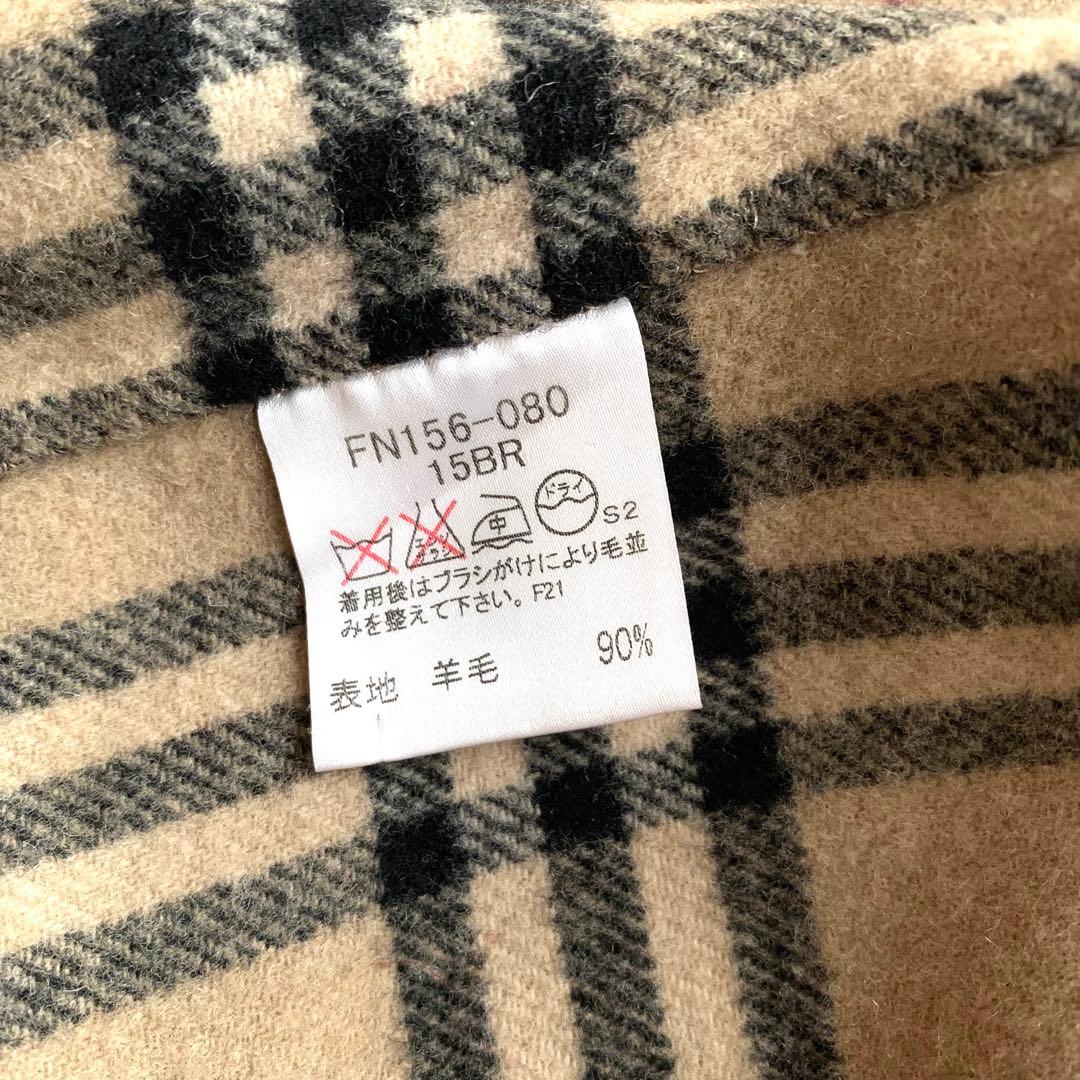 FN156-080
15BR
ドライ S2
中
着用後はブラシがけにより毛並
みを整えて下さい。F21
表地 羊毛 90%